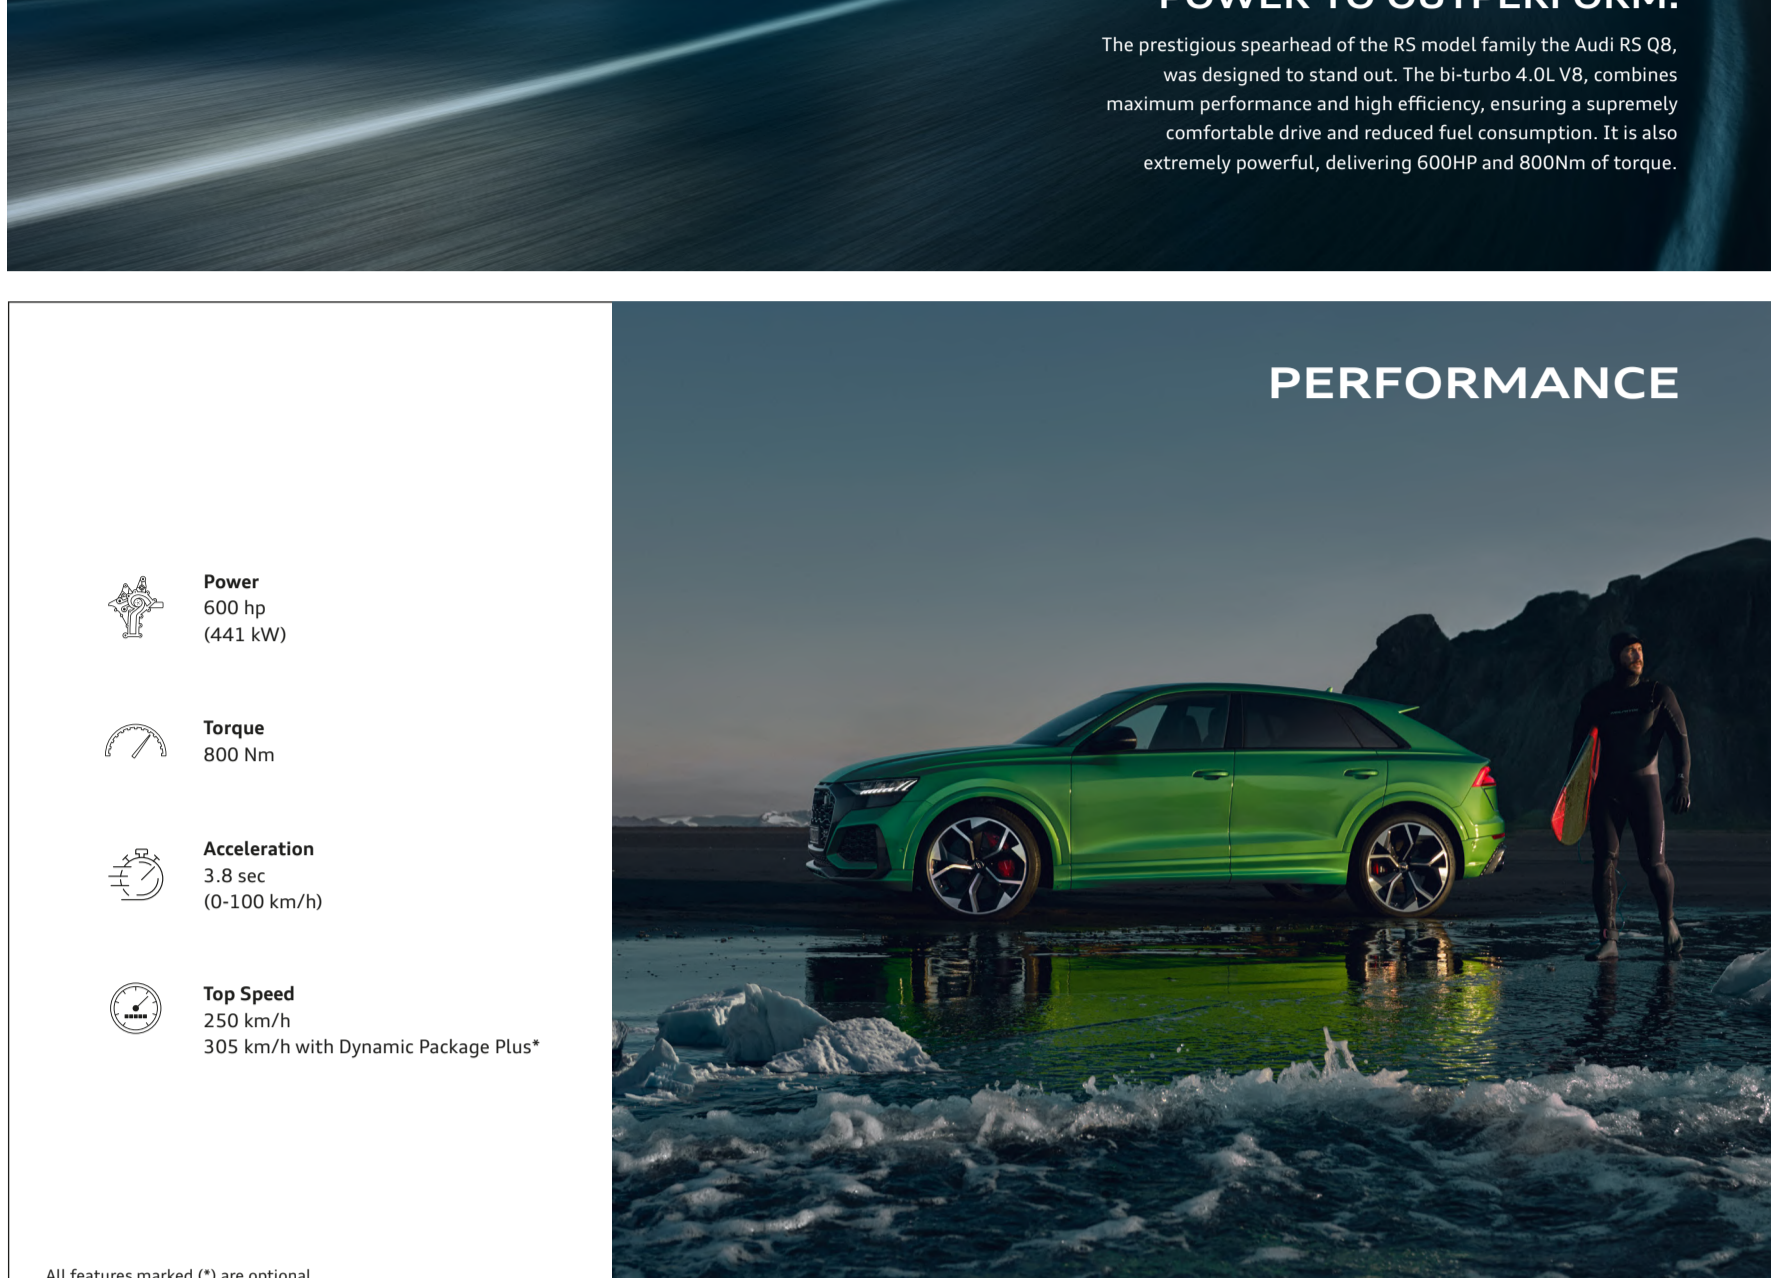 POWER TO OUTPERFORM.
The prestigious spearhead of the RS model family the Audi RS Q8,
was designed to stand out. The bi-turbo 4.0L V8, combines
maximum performance and high efficiency, ensuring a supremely
comfortable drive and reduced fuel consumption. It is also
extremely powerful, delivering 600HP and 800Nm of torque.
PERFORMANCE
Power
600 hp
(441 kW)
Torque
800 Nm
Acceleration
3.8 sec
(0-100 km/h)
Top Speed
250 km/h
305 km/h with Dynamic Package Plus*
All features marked (*) are optional